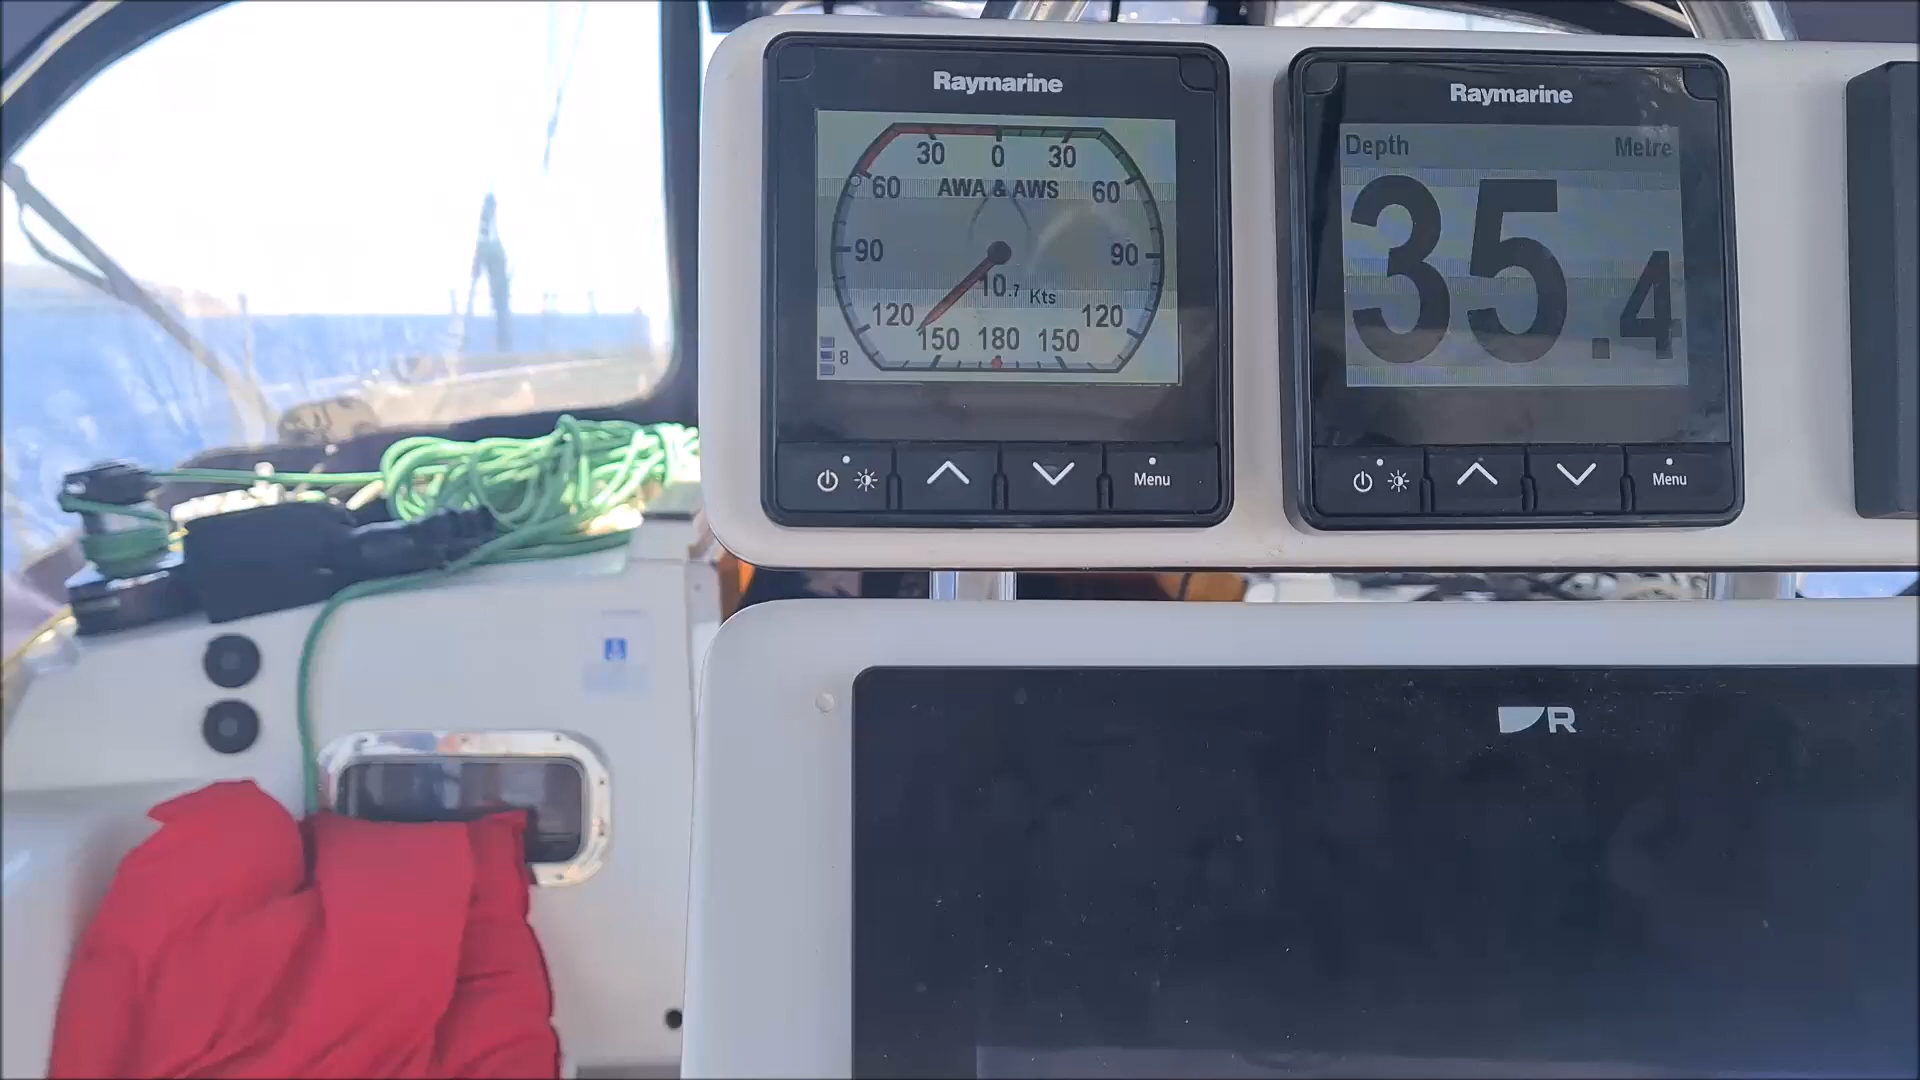 Raymarine
30 0 30
60 AWA & AWS 60
90 90
10.7 Kts
120 120
150 180 150
8
Menu
Raymarine
Depth Metre
35.4
Menu
R